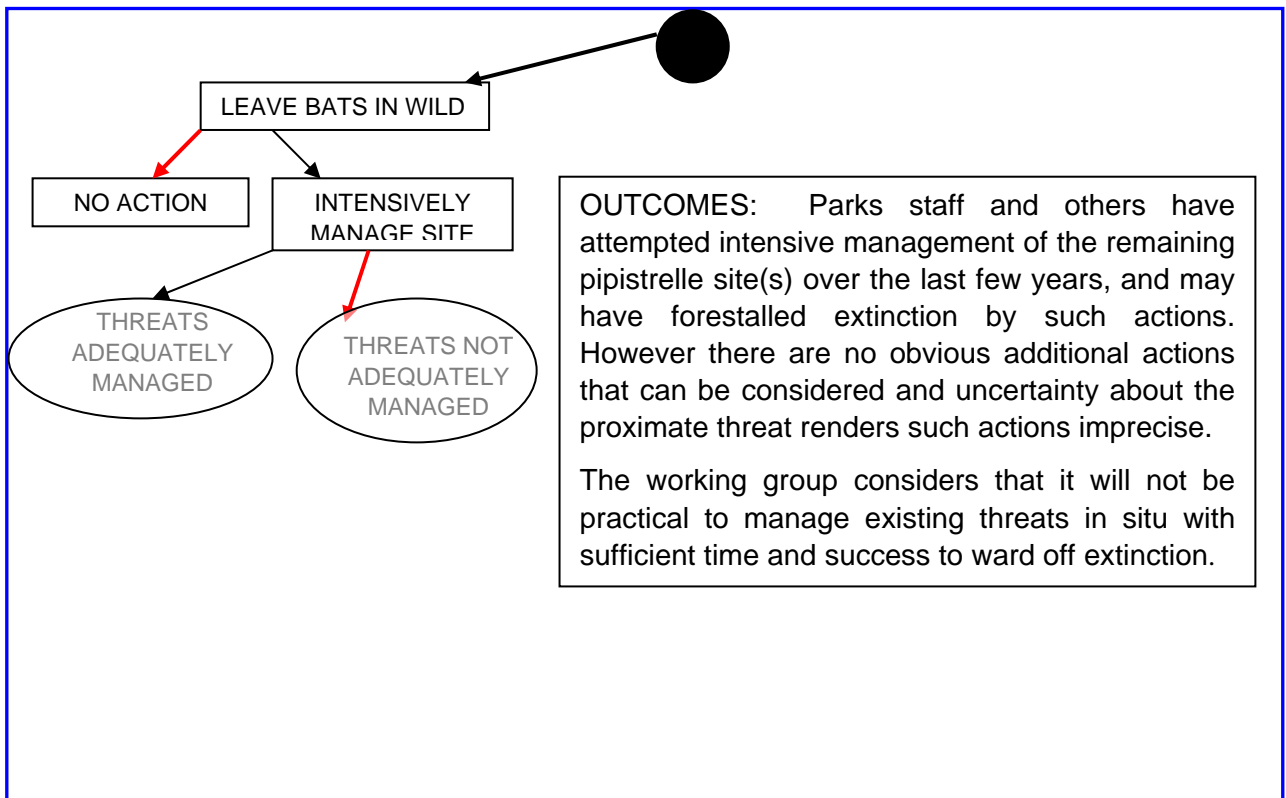 LEAVE BATS IN WILD
NO ACTION
INTENSIVELY
MANAGE SITE
THREATS
ADEQUATELY
MANAGED
THREATS NOT
ADEQUATELY
MANAGED
OUTCOMES: Parks staff and others have
attempted intensive management of the remaining
pipistrelle site(s) over the last few years, and may
have forestalled extinction by such actions.
However there are no obvious additional actions
that can be considered and uncertainty about the
proximate threat renders such actions imprecise.
The working group considers that it will not be
practical to manage existing threats in situ with
sufficient time and success to ward off extinction.